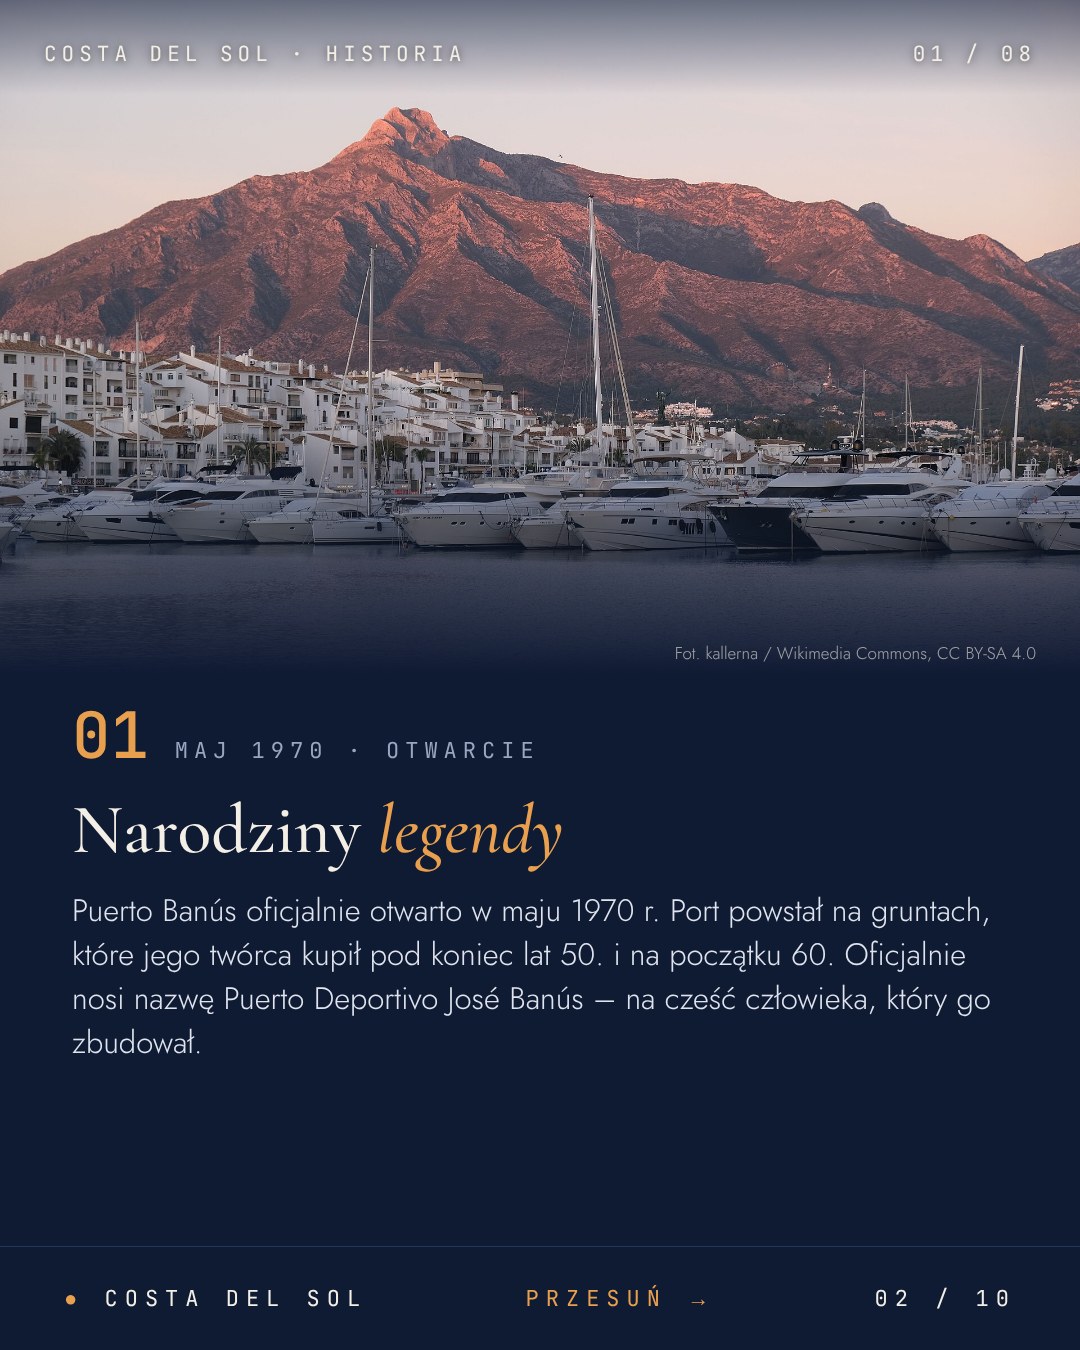 COSTA DEL SOL · HISTORIA
01 / 08
Fot. kallerna / Wikimedia Commons, CC BY-SA 4.0
01 MAJ 1970 · OTWARCIE
Narodziny legendy
Puerto Banús oficjalnie otwarto w maju 1970 r. Port powstał na gruntach,
które jego twórca kupił pod koniec lat 50. i na początku 60. Oficjalnie
nosi nazwę Puerto Deportivo José Banús — na cześć człowieka, który go
zbudował.
• COSTA DEL SOL
PRZESUŃ →
02 / 10